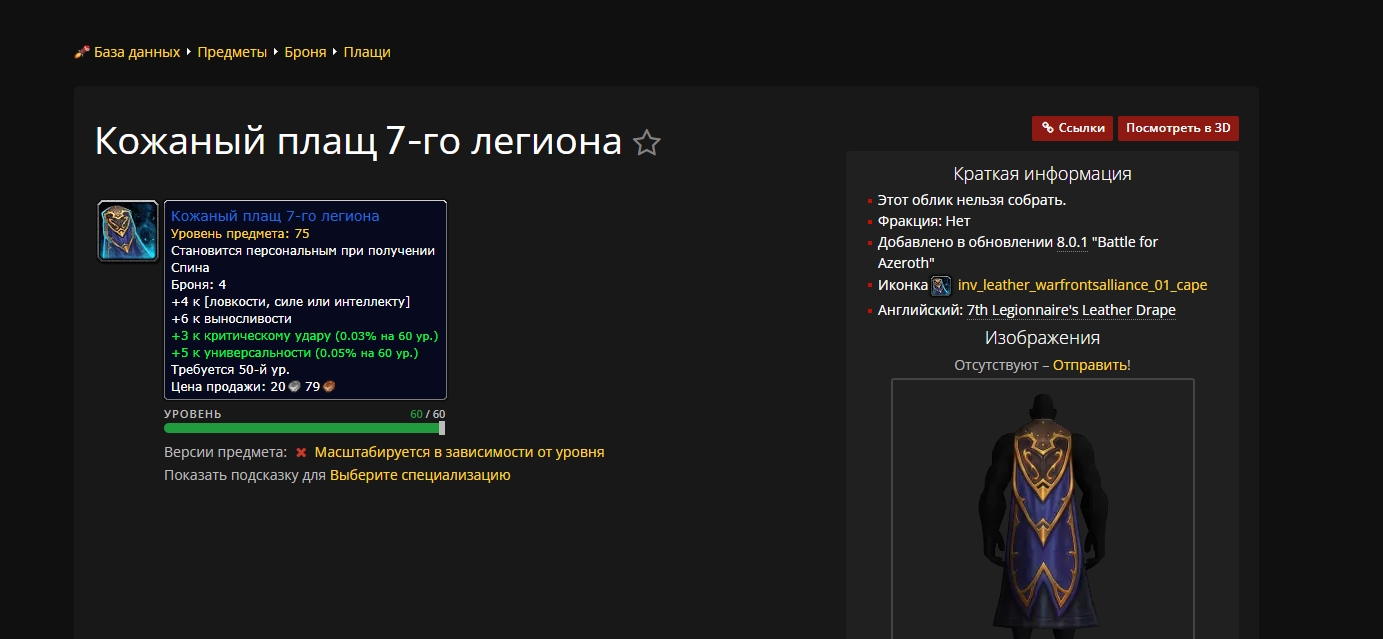 База данных Предметы Броня Плащи
Кожаный плащ 7-го легиона
Ссылки
Посмотреть в 3D
Кожаный плащ 7-го легиона
Уровень предмета: 75
Становится персональным при получении
Спина
Броня: 4
+4 к [ловкости, силе или интеллекту]
+6 к выносливости
+3 к критическому удару (0.03% на 60 ур.)
+5 к универсальности (0.05% на 60 ур.)
Требуется 50-й ур.
Цена продажи: 20 79
УРОВЕНЬ 60 / 60
Версии предмета: Масштабируется в зависимости от уровня
Показать подсказку для Выберите специализацию
Краткая информация
Этот облик нельзя собрать.
Фракция: Нет
Добавлено в обновлении 8.0.1 "Battle for
Azeroth"
Иконка inv_leather_warfrontsalliance_01_cape
Английский: 7th Legionnaire's Leather Drape
Изображения
Отсутствуют – Отправить!